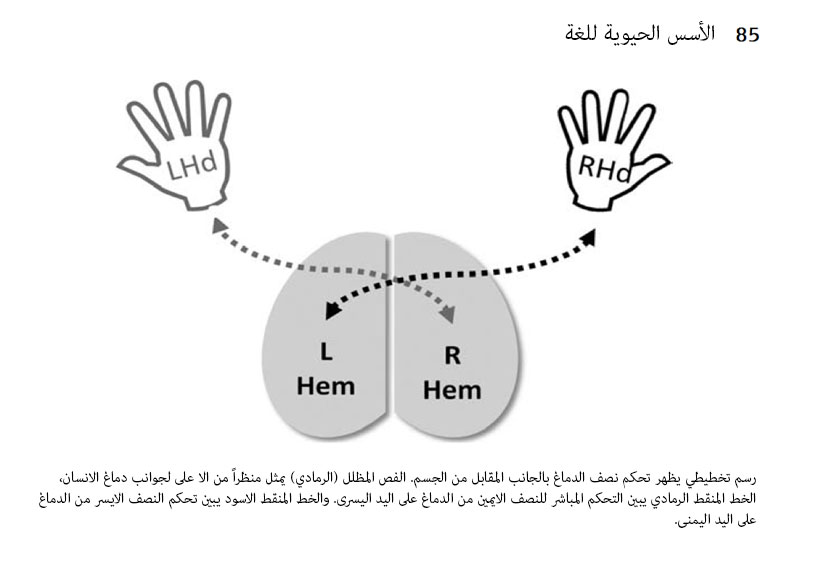 85 الأسس الحيوية للغة
LHd
RHd
L
Hem
R
Hem
رسم تخطيطي يظهر تحكم نصف الدماغ بالجانب المقابل من الجسم. الفص المظلل (الرمادي) يمثل منظراً من الا على لجوانب دماغ الانسان،
الخط المنقط الرمادي يبين التحكم المباشر للنصف الايمين من الدماغ على اليد اليسرى. والخط المنقط الاسود يبين تحكم النصف الايسر من الدماغ
على اليد اليمنى.